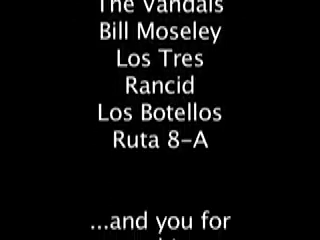 The Vandals
Bill Moseley
Los Tres
Rancid
Los Botellos
Ruta 8-A
...and you for